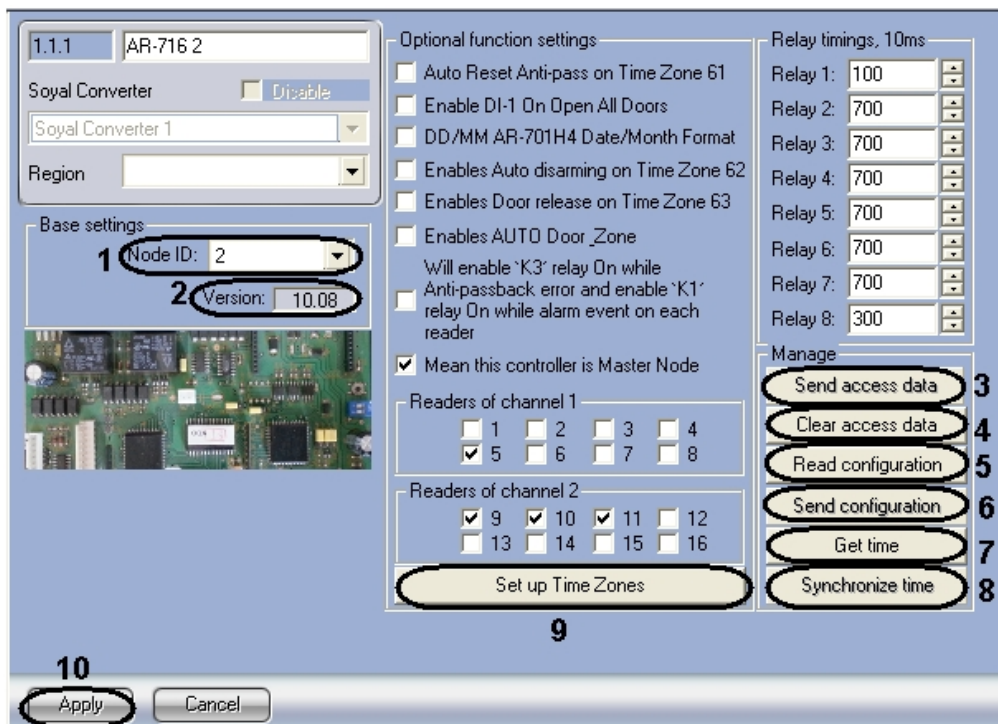 1.1.1 AR-716 2
Soyal Converter Disable
Soyal Converter 1
Region
Base settings
1 Node ID: 2
2 Version: 10.08
Optional function settings
Auto Reset Anti-pass on Time Zone 61
Enable DI-1 On Open All Doors
DD/MM AR-701H4 Date/Month Format
Enables Auto disarming on Time Zone 62
Enables Door release on Time Zone 63
Enables AUTO Door_Zone
Will enable `K3´ relay On while
Anti-passback error and enable `K1´
relay On while alarm event on each
reader
Mean this controller is Master Node
Readers of channel 1
1 2 3 4
5 6 7 8
Readers of channel 2
9 10 11 12
13 14 15 16
Set up Time Zones
9
Relay timings, 10ms
Relay 1: 100
Relay 2: 700
Relay 3: 700
Relay 4: 700
Relay 5: 700
Relay 6: 700
Relay 7: 700
Relay 8: 300
Manage
Send access data 3
Clear access data 4
Read configuration 5
Send configuration 6
Get time 7
Synchronize time 8
10
Apply Cancel